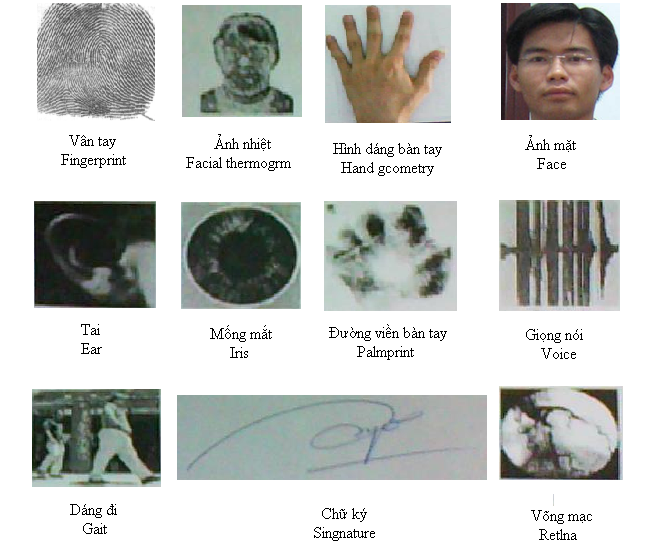 Vân tay
Fingerprint
Ảnh nhiệt
Facial thermogrm
Hình dáng bàn tay
Hand gcometry
Ảnh mặt
Face
Tai
Ear
Mống mắt
Iris
Đường viền bàn tay
Palmprint
Giọng nói
Voice
Dáng đi
Gait
Chữ ký
Singnature
Võng mạc
Retlna